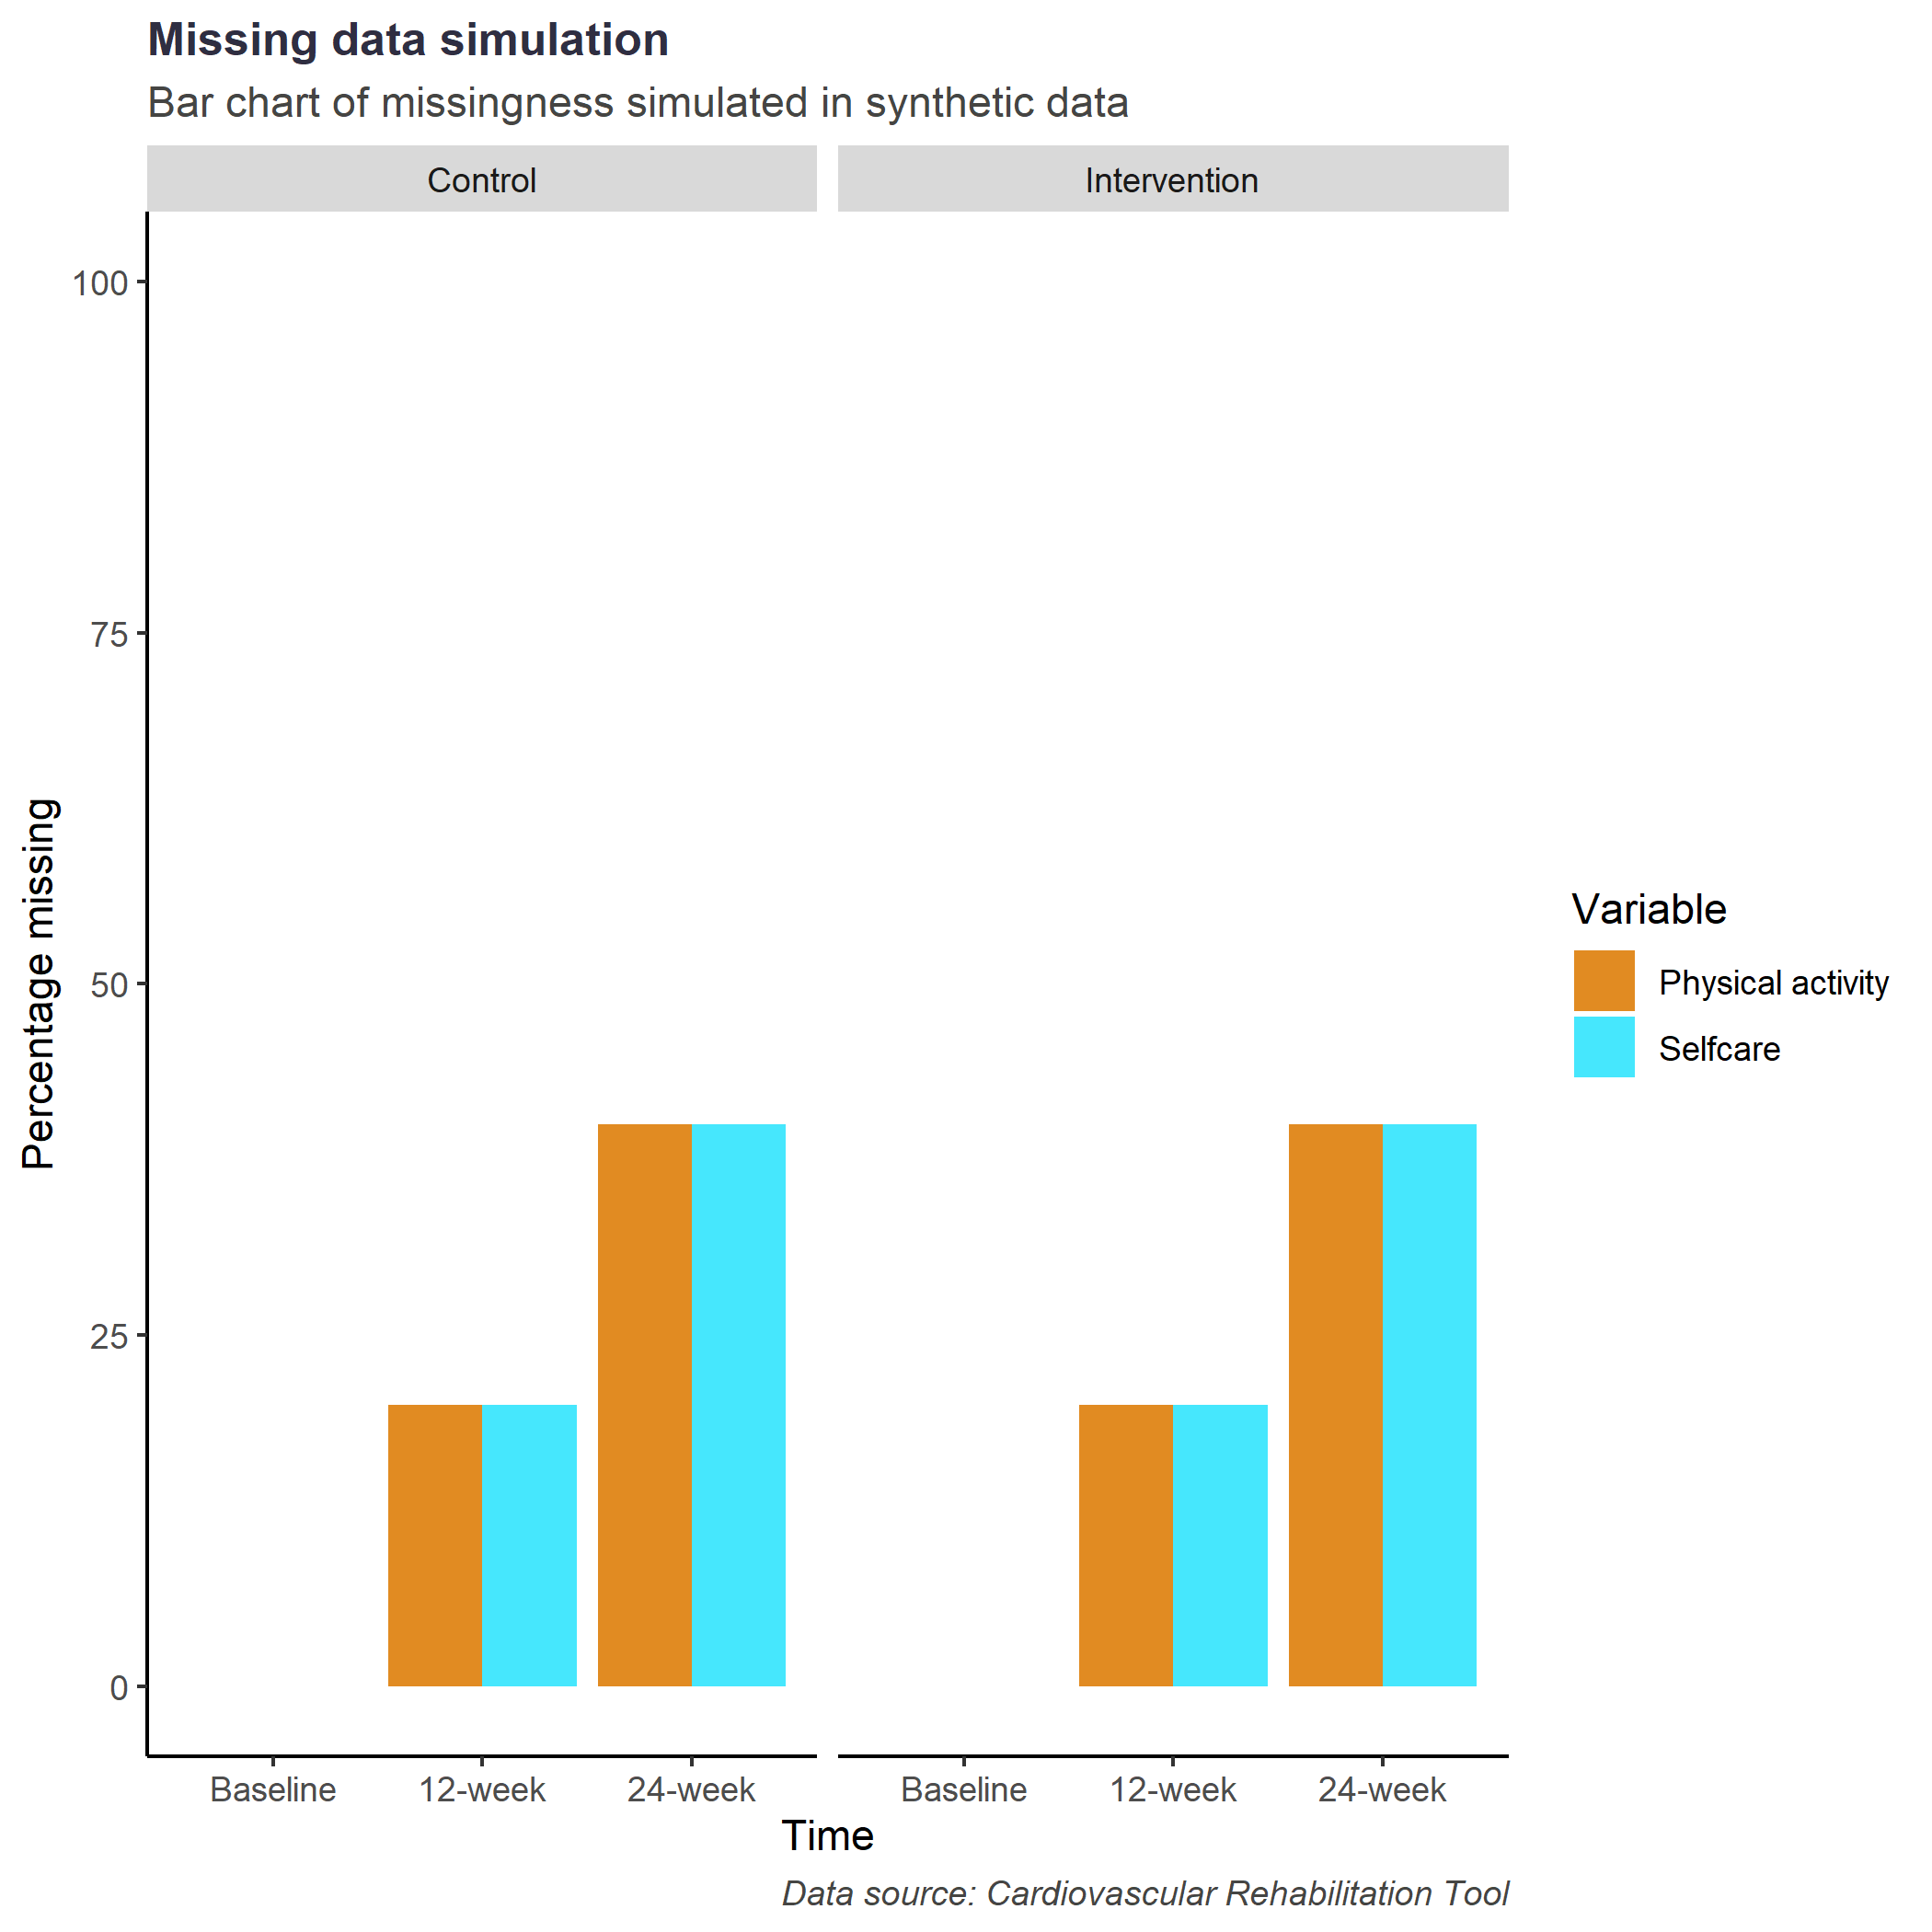 Missing data simulation
Bar chart of missingness simulated in synthetic data
Control
Intervention
Percentage missing
100
75
50
25
0
Baseline
12-week
24-week
Baseline
12-week
24-week
Time
Variable
Physical activity
Selfcare
Data source: Cardiovascular Rehabilitation Tool